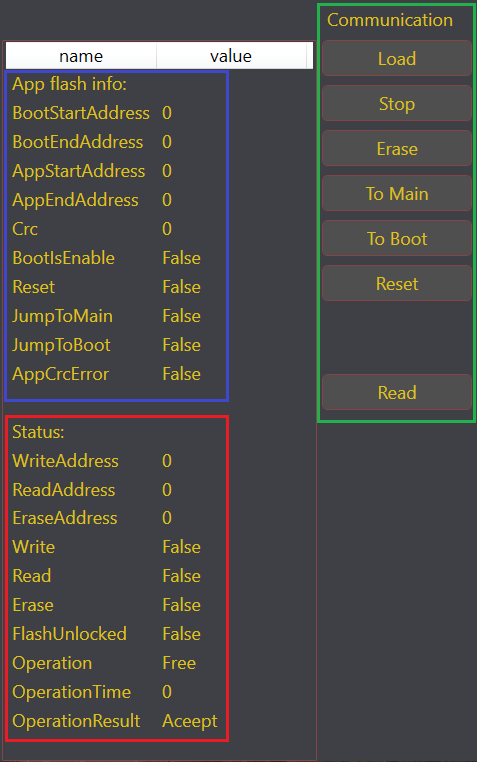 Communication
name value
Load
App flash info:
BootStartAddress 0
Stop
BootEndAddress 0
Erase
AppStartAddress 0
AppEndAddress 0
To Main
Crc 0
To Boot
BootIsEnable False
Reset False
Reset
JumpToMain False
JumpToBoot False
AppCrcError False
Read
Status:
WriteAddress 0
ReadAddress 0
EraseAddress 0
Write False
Read False
Erase False
FlashUnlocked False
Operation Free
OperationTime 0
OperationResult Aceept